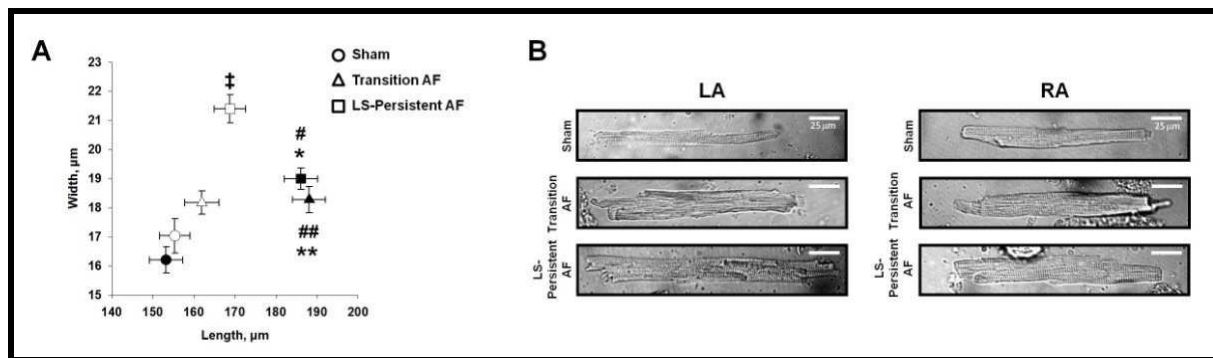 A
Sham
Transition AF
LS-Persistent AF
23
22
21
20
19
18
17
16
15
Width, µm
‡
#
*
##
**
140 150 160 170 180 190 200
Length, µm
B
LA
RA
Sham
25 µm
Sham
25 µm
Transition
AF
Transition
AF
LS-
Persistent
AF
LS-
Persistent
AF